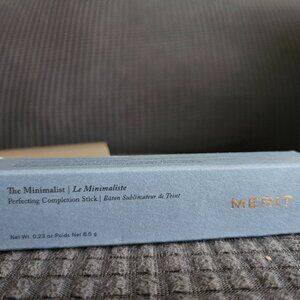 The Minimalist | Le Minimaliste
Perfecting Complexion Stick | Bâton Sublimateur de Teint
MERIT
Net Wt. 0.23 oz Poids Net 6.5 g